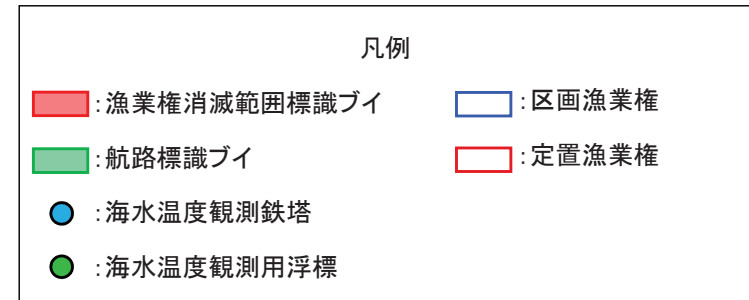 凡例
:漁業権消滅範囲標識ブイ
:区画漁業権
:航路標識ブイ
:定置漁業権
:海水温度観測鉄塔
:海水温度観測用浮標